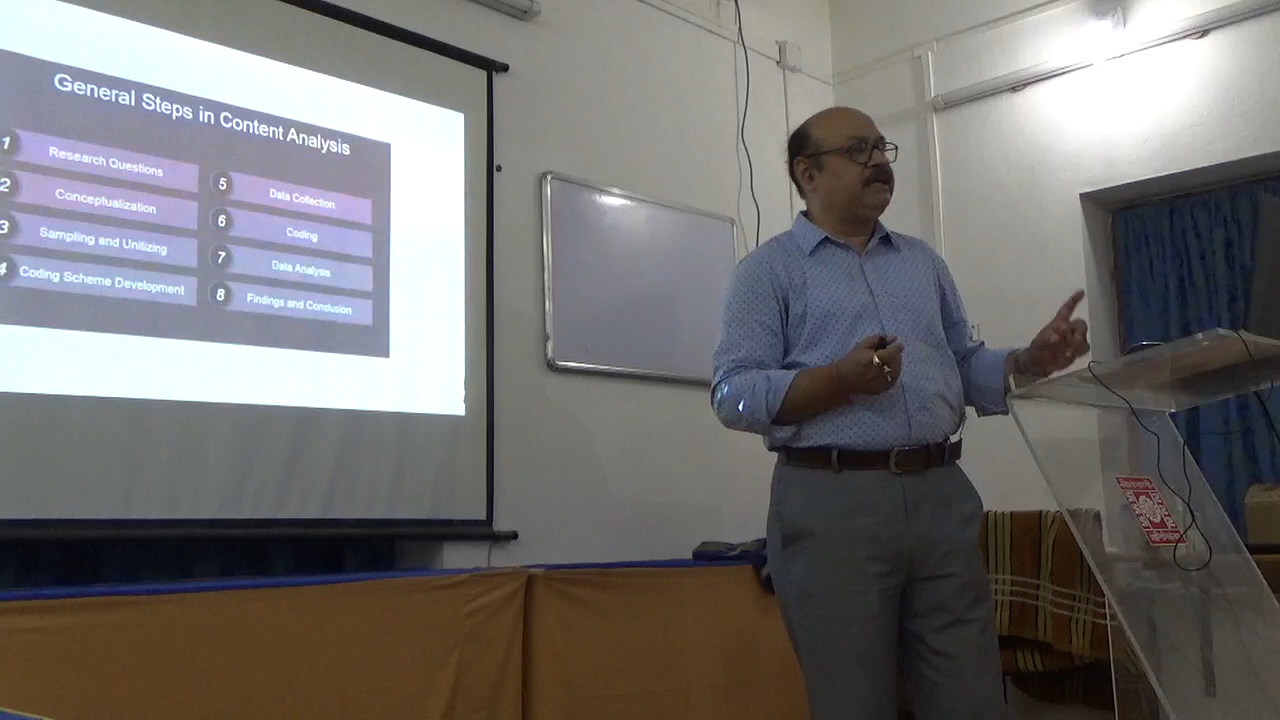 General Steps in Content Analysis
1 Research Questions
2 Conceptualization
3 Sampling and Unitizing
4 Coding Scheme Development
5 Data Collection
6 Coding
7 Data Analysis
8 Findings and Conclusion